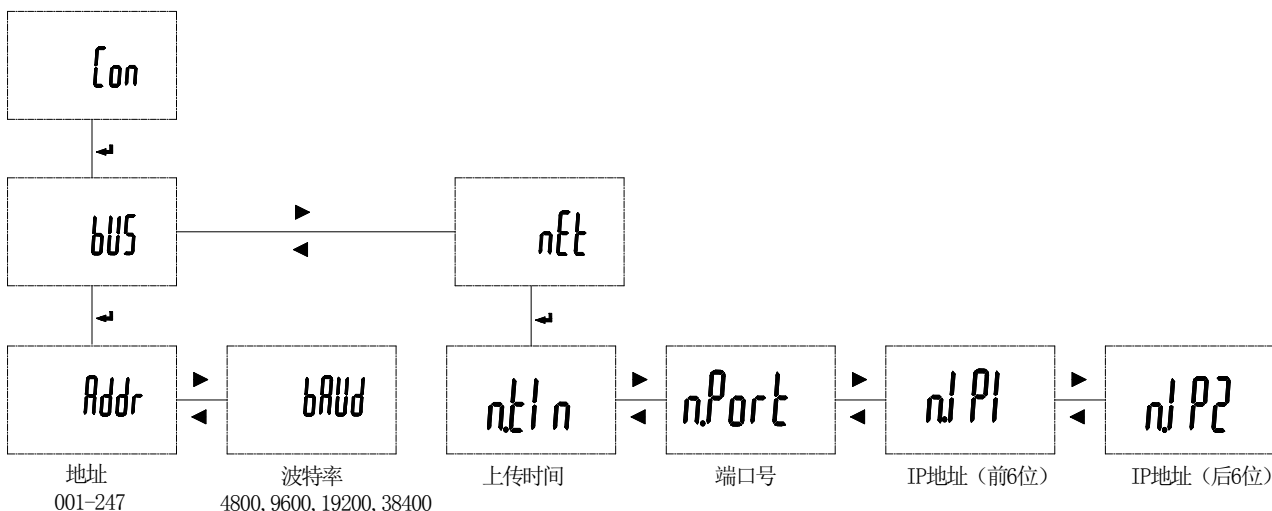 Con
bUS
nEt
Addr
bAUd
n.tIn
n.Port
n.IP1
n.IP2
地址
001-247
波特率
4800, 9600, 19200, 38400
上传时间
端口号
IP地址（前6位）
IP地址（后6位）